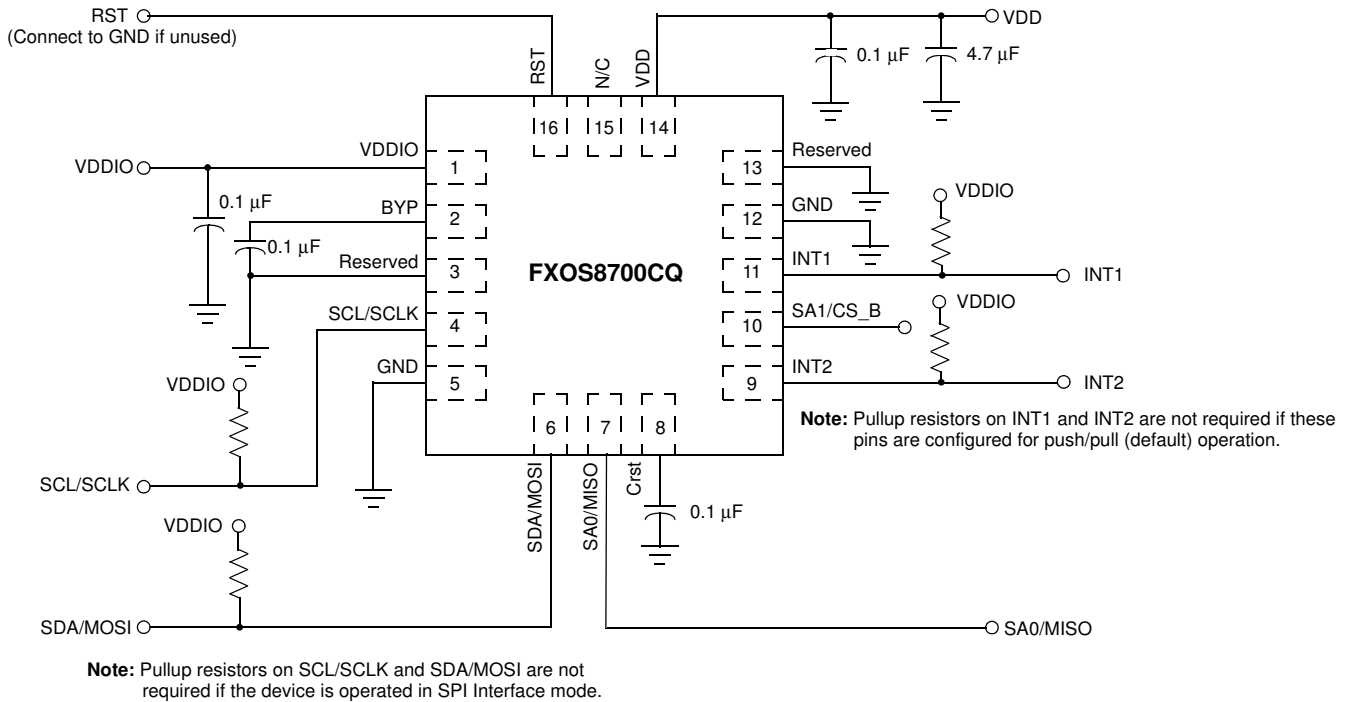 RST
(Connect to GND if unused)
VDD
0.1 μF
4.7 μF
RST
N/C
VDD
16
15
14
VDDIO
VDDIO
1
0.1 μF
BYP
2
0.1 μF
Reserved
3
SCL/SCLK
4
GND
5
FXOS8700CQ
13
Reserved
12
GND
VDDIO
11
INT1
INT1
10
SA1/CS_B
VDDIO
9
INT2
INT2
Note: Pullup resistors on INT1 and INT2 are not required if these
pins are configured for push/pull (default) operation.
6
7
8
SDA/MOSI
SA0/MISO
Crst
0.1 μF
VDDIO
SCL/SCLK
VDDIO
SDA/MOSI
SA0/MISO
Note: Pullup resistors on SCL/SCLK and SDA/MOSI are not
required if the device is operated in SPI Interface mode.